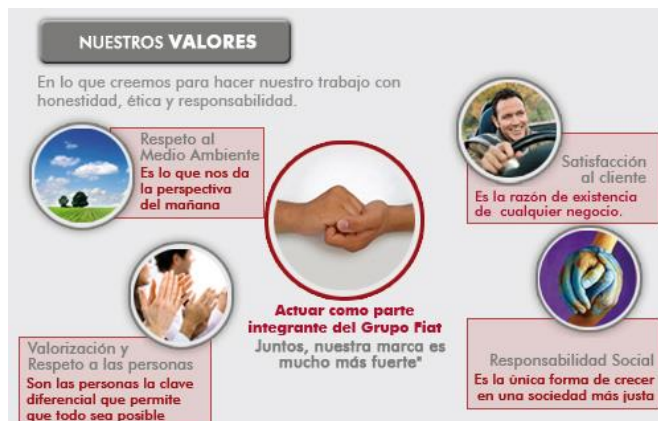 NUESTROS VALORES
En lo que creemos para hacer nuestro trabajo con
honestidad, ética y responsabilidad.
Respeto al
Medio Ambiente
Es lo que nos da
la perspectiva
del mañana
Satisfacción
al cliente
Es la razón de existencia
de cualquier negocio.
Actuar como parte
integrante del Grupo Fiat
Juntos, nuestra marca es
mucho más fuerte"
Valorización y
Respeto a las personas
Son las personas la clave
diferencial que permite
que todo sea posible
Responsabilidad Social
Es la única forma de crecer
en una sociedad más justa